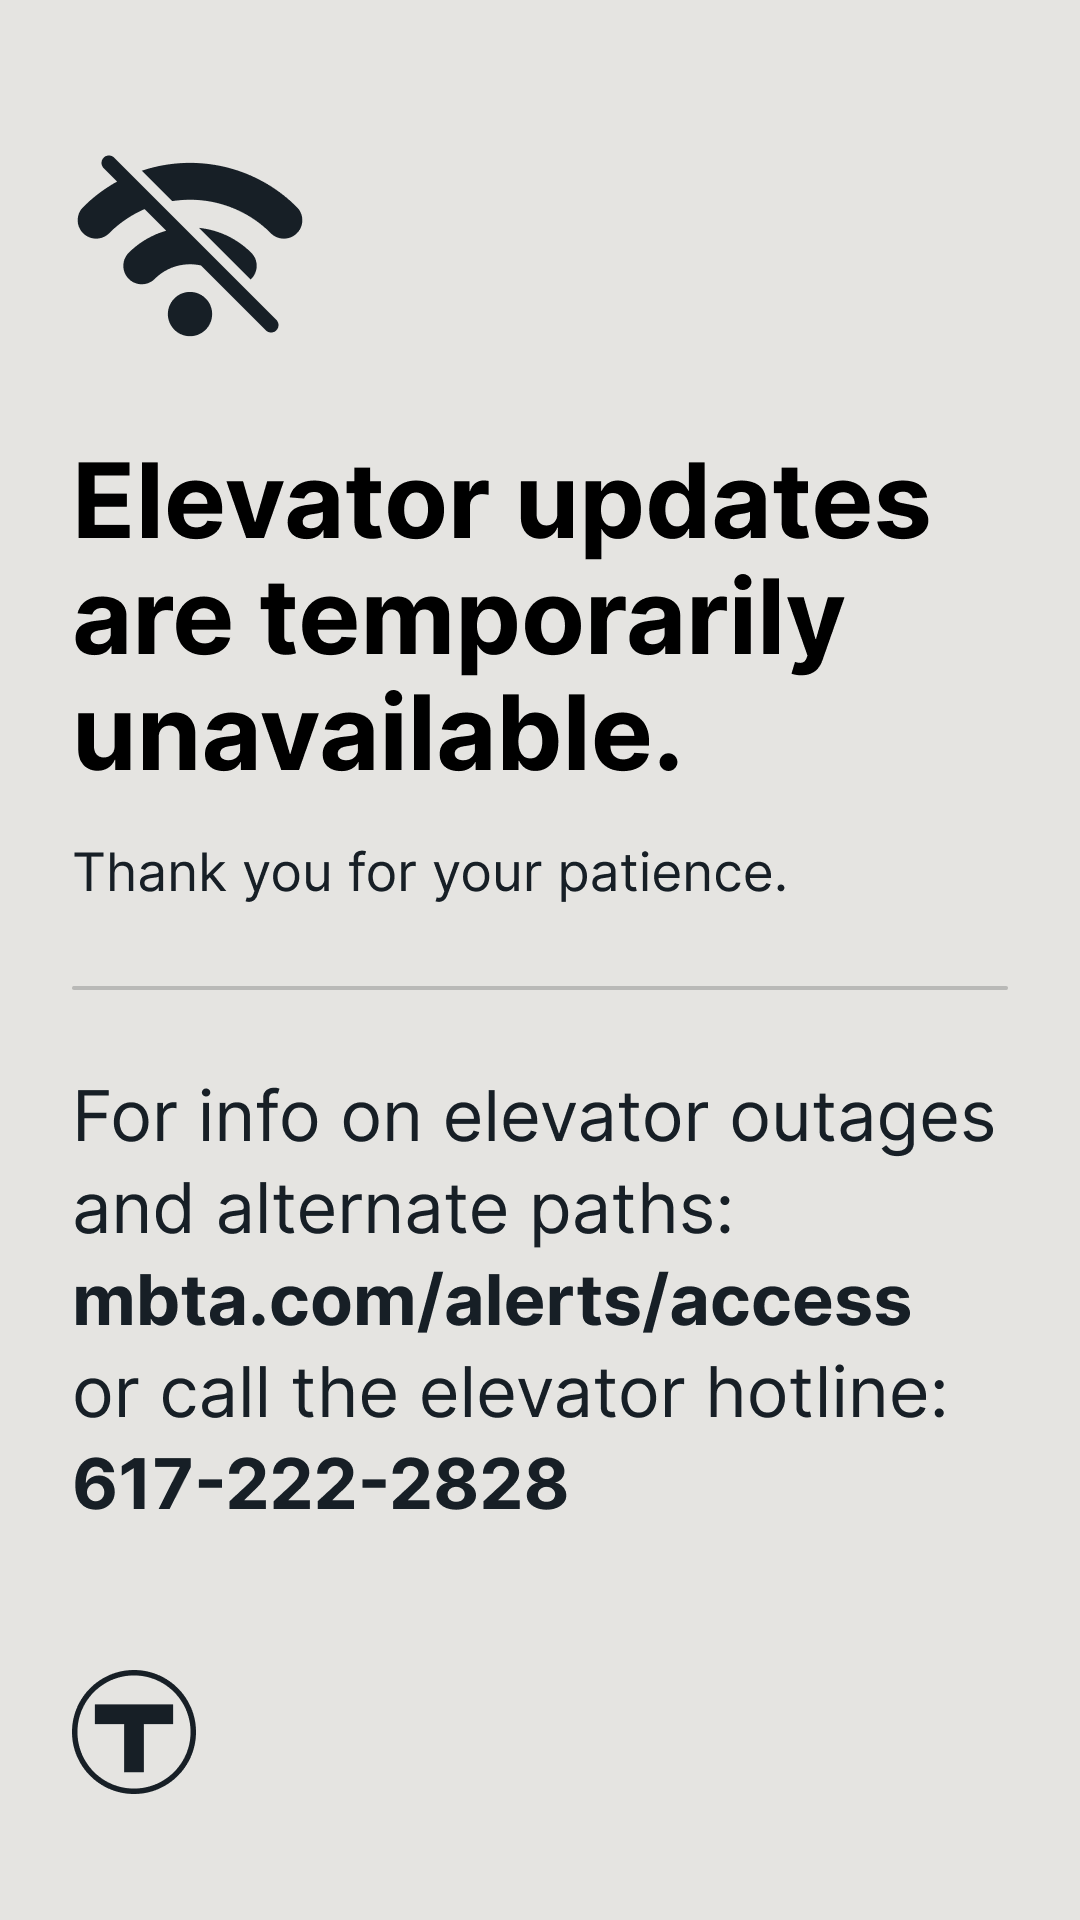 Elevator updates
are temporarily
unavailable.
Thank you for your patience.
For info on elevator outages
and alternate paths:
mbta.com/alerts/access
or call the elevator hotline:
617-222-2828
T